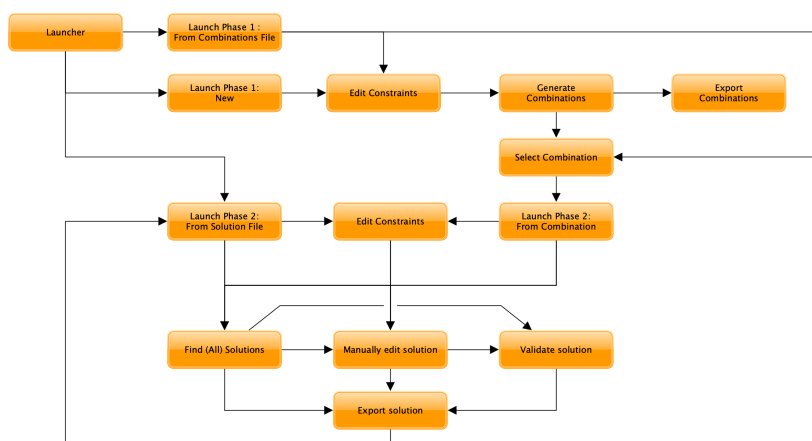 Launcher
Launch Phase 1 :
From Combinations File
Launch Phase 1:
New
Edit Constraints
Generate
Combinations
Export
Combinations
Select Combination
Launch Phase 2:
From Solution File
Edit Constraints
Launch Phase 2:
From Combination
Find (All) Solutions
Manually edit solution
Validate solution
Export solution